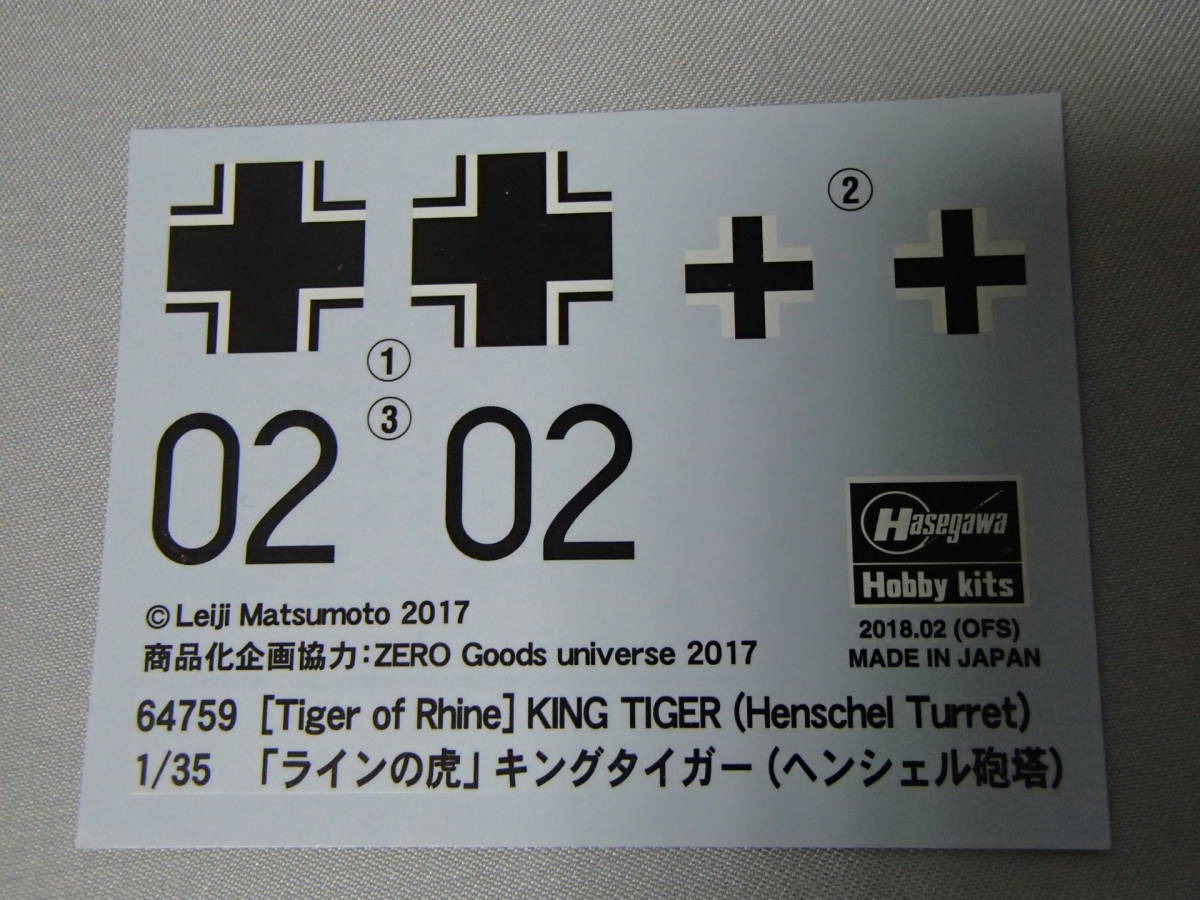 ②
①
③
02 02
Hasegawa
Hobby kits
© Leiji Matsumoto 2017
2018.02 (OFS)
商品化企画協力：ZERO Goods universe 2017
MADE IN JAPAN
64759 [Tiger of Rhine] KING TIGER (Henschel Turret)
1/35 「ラインの虎」キングタイガー（ヘンシェル砲塔）